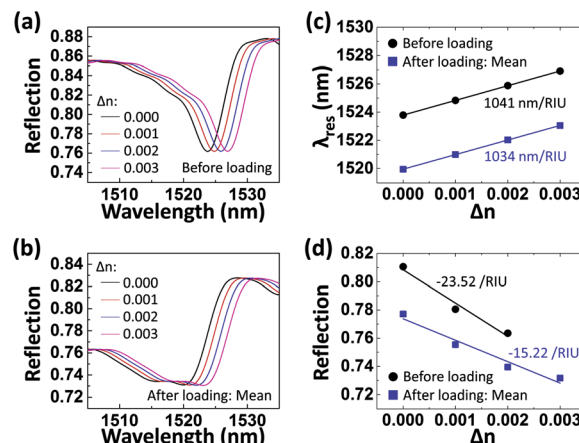 (a)
0.88
0.86
0.84
0.82
0.80
0.78
0.76
0.74
Reflection
Δn:
0.000
0.001
0.002
0.003
Before loading
1510
1520
1530
Wavelength (nm)
(b)
0.84
0.82
0.80
0.78
0.76
0.74
0.72
Reflection
Δn:
0.000
0.001
0.002
0.003
After loading: Mean
1510
1520
1530
Wavelength (nm)
(c)
1530
1528
1526
1524
1522
1520
λres (nm)
Before loading
After loading: Mean
1041 nm/RIU
1034 nm/RIU
0.000
0.001
0.002
0.003
Δn
(d)
0.82
0.80
0.78
0.76
0.74
0.72
Reflection
-23.52 /RIU
-15.22 /RIU
Before loading
After loading: Mean
0.000
0.001
0.002
0.003
Δn